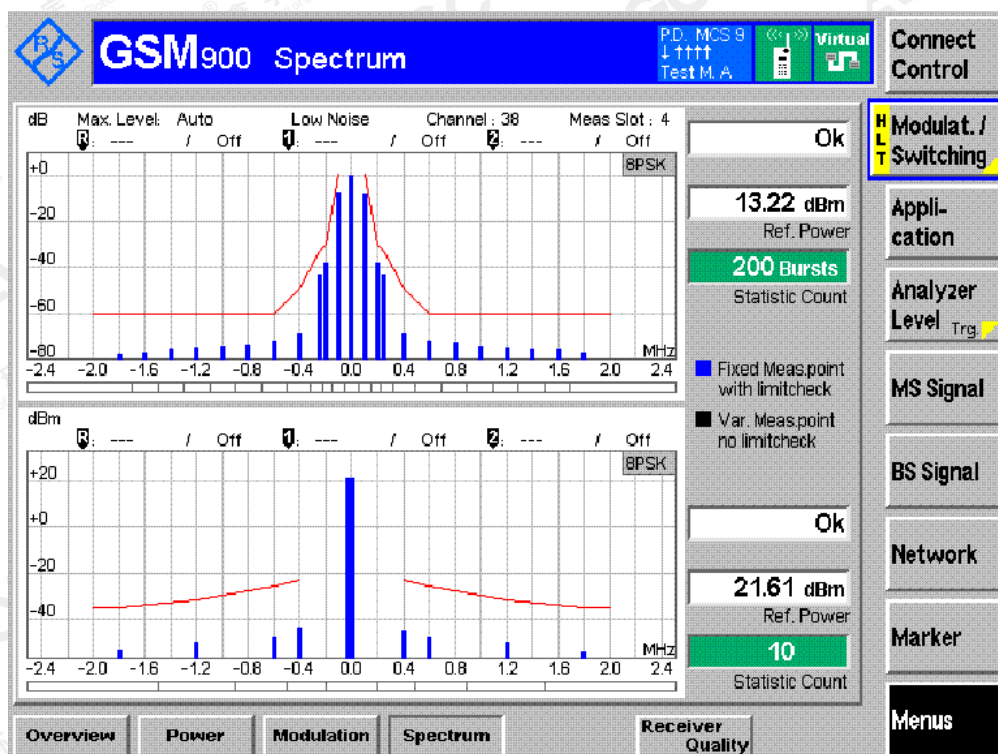 R&S
GSM900 Spectrum
P.D. MCS 9
↓ ↑↑↑↑
Test M. A
Virtual
Connect Control
dB Max. Level: Auto Low Noise Channel : 38 Meas Slot : 4
R: --- / Off 1: --- / Off 2: --- / Off
8PSK
+0
-20
-40
-60
-80
MHz
-2.4 -2.0 -1.6 -1.2 -0.8 -0.4 0.0 0.4 0.8 1.2 1.6 2.0 2.4
Ok
13.22 dBm
Ref. Power
200 Bursts
Statistic Count
Fixed Meas.point
with limitcheck
Var. Meas.point
no limitcheck
dBm
R: --- / Off 1: --- / Off 2: --- / Off
8PSK
+20
+0
-20
-40
MHz
-2.4 -2.0 -1.6 -1.2 -0.8 -0.4 0.0 0.4 0.8 1.2 1.6 2.0 2.4
Ok
21.61 dBm
Ref. Power
10
Statistic Count
HLT
Modulat. /
Switching
Appli-
cation
Analyzer
Level Trg.
MS Signal
BS Signal
Network
Marker
Menus
Overview Power Modulation Spectrum Receiver
Quality